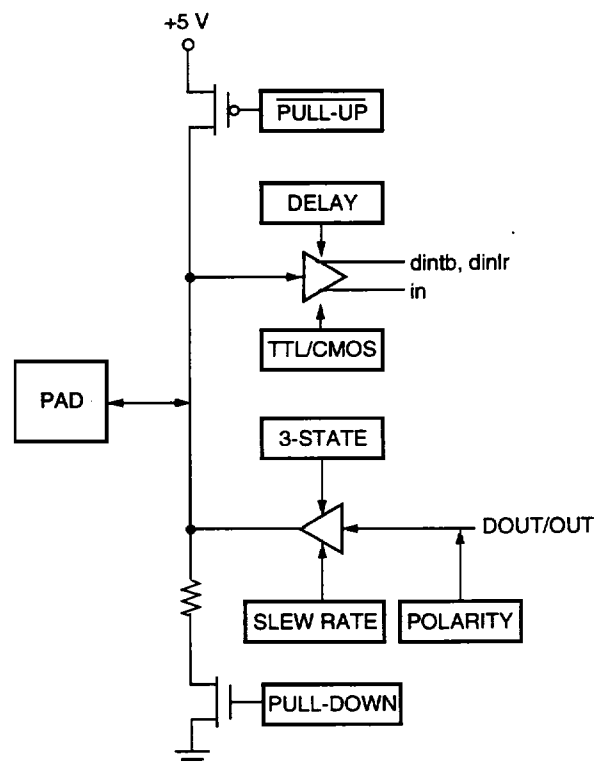 +5 V
PULL-UP
DELAY
dintb, dinlr
in
TTL/CMOS
PAD
3-STATE
DOUT/OUT
SLEW RATE
POLARITY
PULL-DOWN